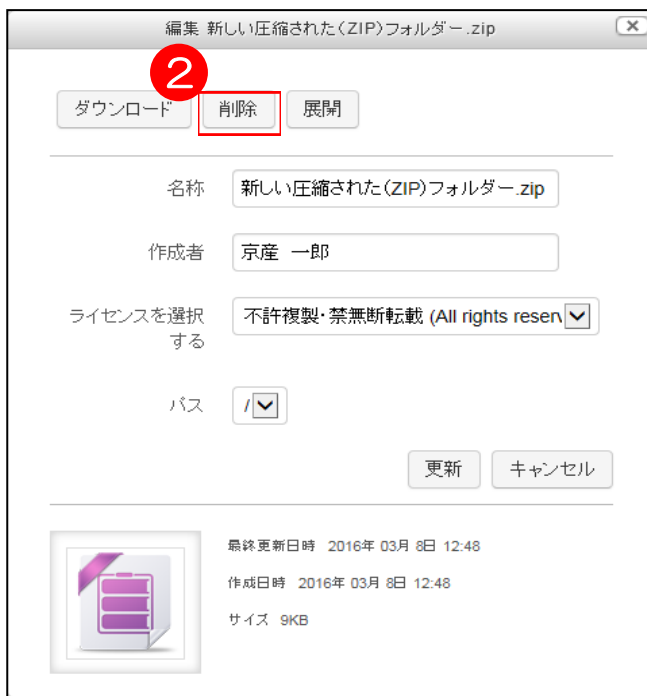 編集 新しい圧縮された(ZIP)フォルダー.zip
2
ダウンロード 削除 展開
名称 新しい圧縮された(ZIP)フォルダー.zip
作成者 京産 一郎
ライセンスを選択 不許複製・禁無断転載 (All rights reserv
する
パス /
更新 キャンセル
最終更新日時 2016年 03月 8日 12:48
作成日時 2016年 03月 8日 12:48
サイズ 9KB